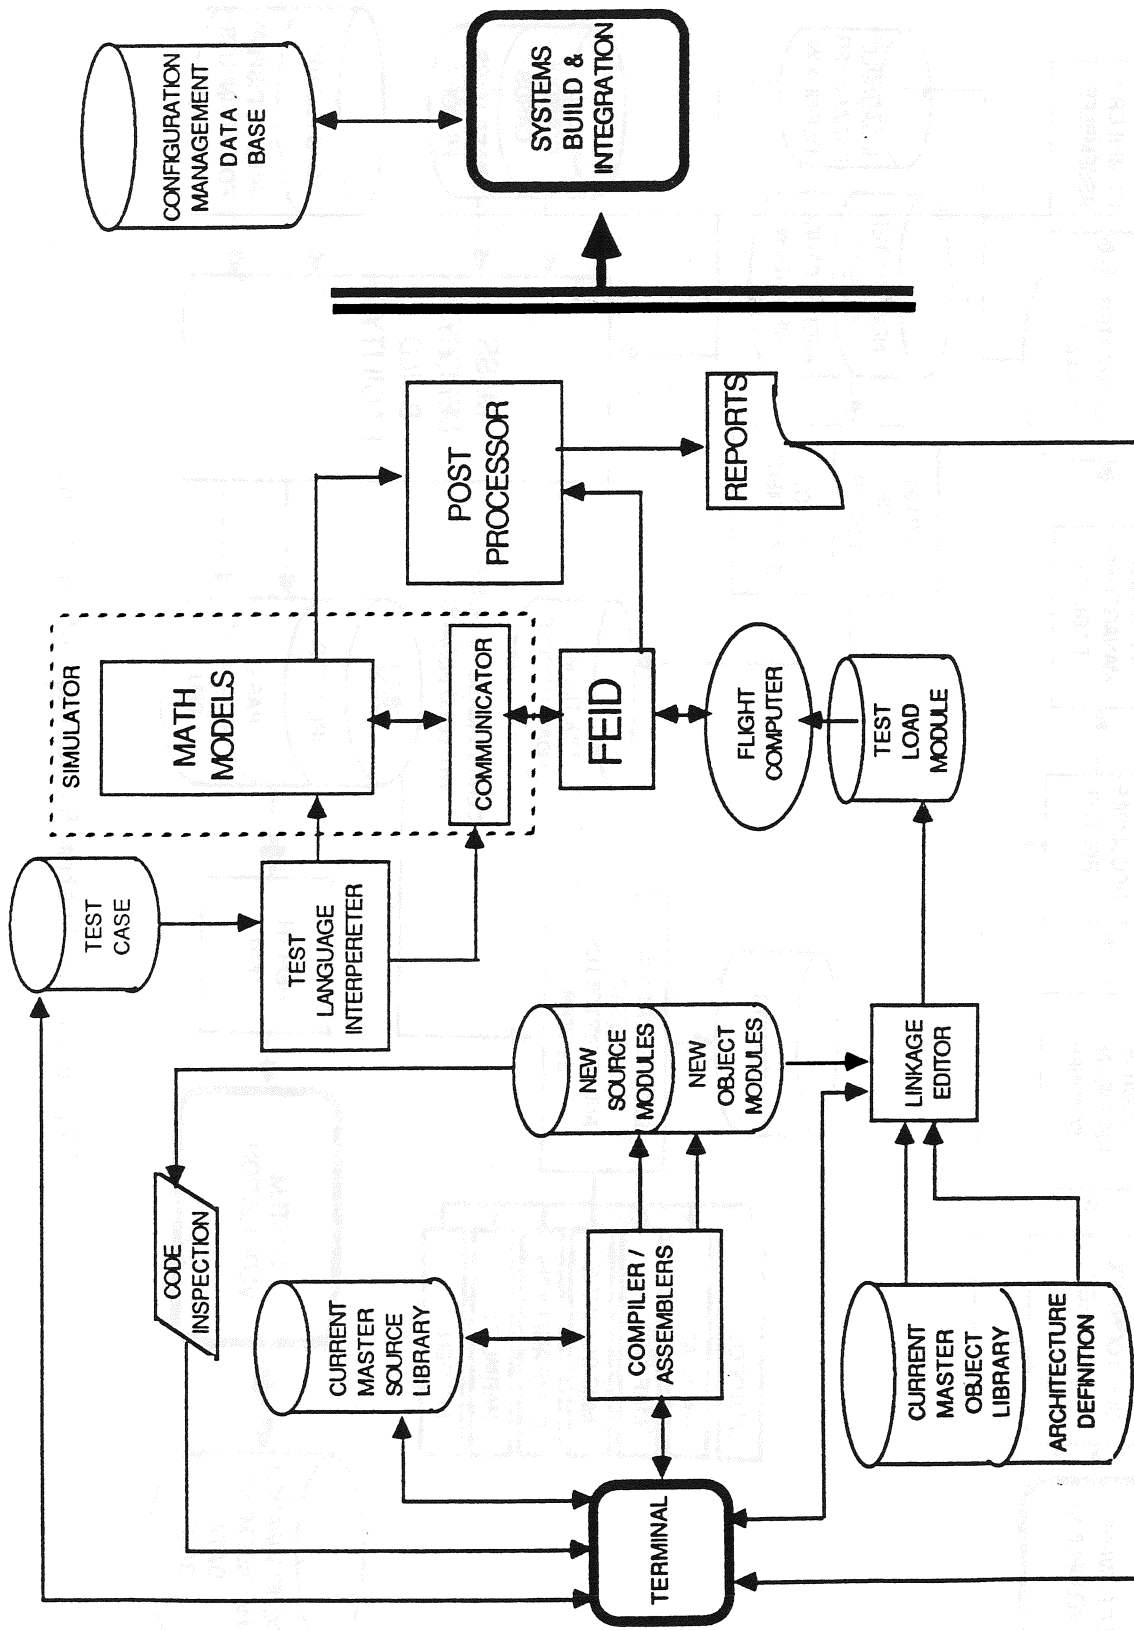 TEST
CASE
SIMULATOR
MATH
MODELS
CONFIGURATION
MANAGEMENT
DATA
BASE
CODE
INSPECTION
TEST
LANGUAGE
INTERPERETER
COMMUNICATOR
POST
PROCESSOR
SYSTEMS
BUILD &
INTEGRATION
CURRENT
MASTER
SOURCE
LIBRARY
NEW
SOURCE
MODULES
NEW
OBJECT
MODULES
FEID
TERMINAL
COMPILER /
ASSEMBLERS
FLIGHT
COMPUTER
REPORTS
CURRENT
MASTER
OBJECT
LIBRARY
ARCHITECTURE
DEFINITION
LINKAGE
EDITOR
TEST
LOAD
MODULE